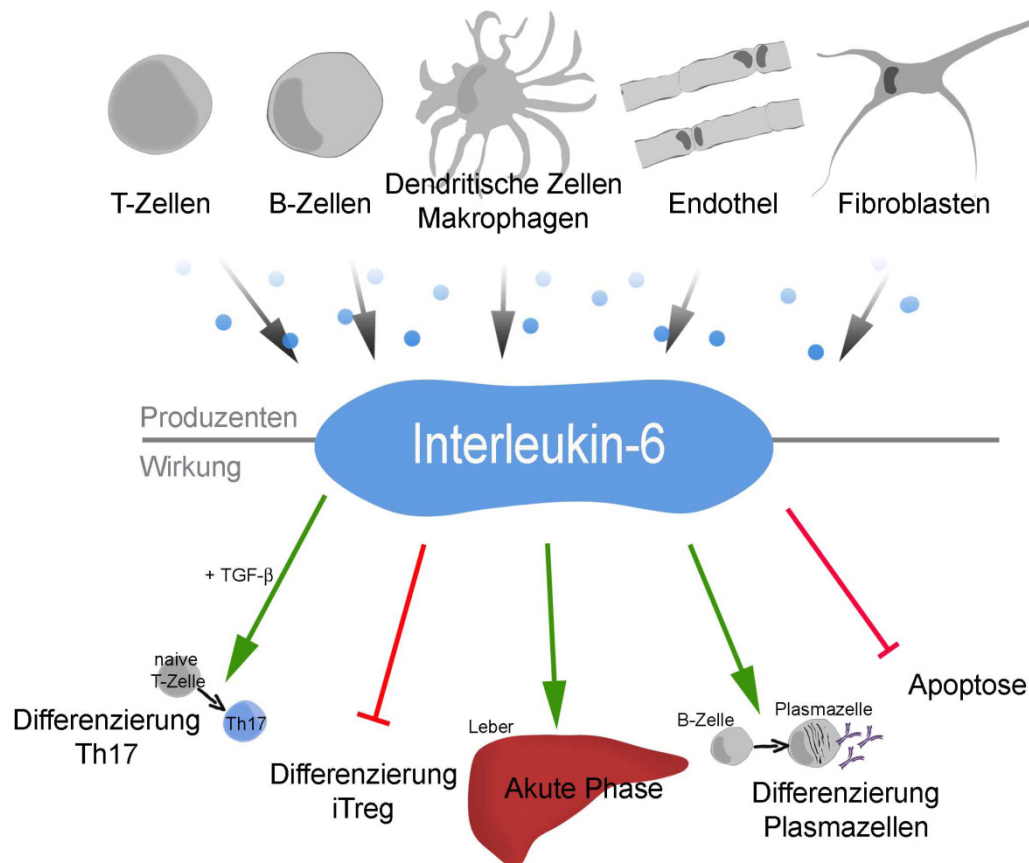 T-Zellen
B-Zellen
Dendritische Zellen
Makrophagen
Endothel
Fibroblasten
Produzenten
Interleukin-6
Wirkung
+ TGF-β
naive
T-Zelle
Th17
Differenzierung
Th17
Differenzierung
iTreg
Leber
Akute Phase
B-Zelle
Plasmazelle
Differenzierung
Plasmazellen
Apoptose